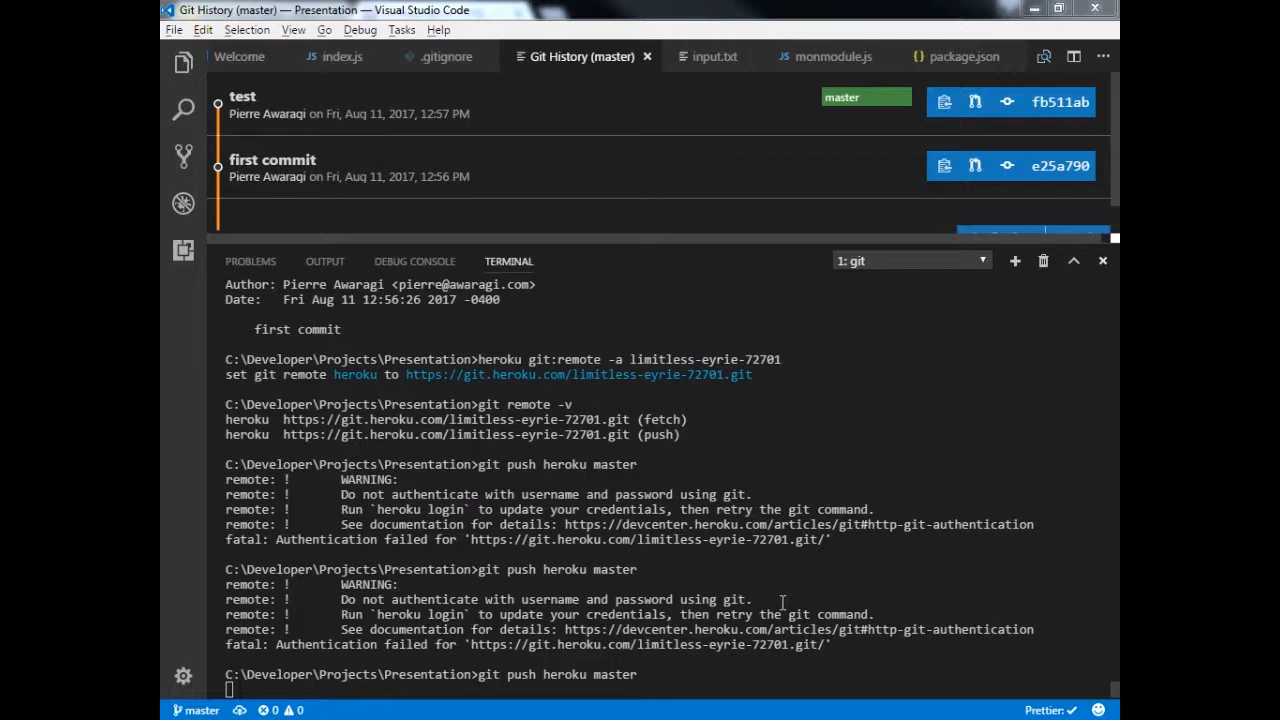 Git History (master) — Presentation — Visual Studio Code
File Edit Selection View Go Debug Tasks Help
Welcome JS index.js .gitignore Git History (master) input.txt JS monmodule.js {} package.json
test
master
fb511ab
Pierre Awaragi on Fri, Aug 11, 2017, 12:57 PM
first commit
e25a790
Pierre Awaragi on Fri, Aug 11, 2017, 12:56 PM
PROBLEMS OUTPUT DEBUG CONSOLE TERMINAL 1: git
Author: Pierre Awaragi <pierre@awaragi.com>
Date: Fri Aug 11 12:56:26 2017 -0400
first commit
C:\Developer\Projects\Presentation>heroku git:remote -a limitless-eyrie-72701
set git remote heroku to https://git.heroku.com/limitless-eyrie-72701.git
C:\Developer\Projects\Presentation>git remote -v
heroku https://git.heroku.com/limitless-eyrie-72701.git (fetch)
heroku https://git.heroku.com/limitless-eyrie-72701.git (push)
C:\Developer\Projects\Presentation>git push heroku master
remote: ! WARNING:
remote: ! Do not authenticate with username and password using git.
remote: ! Run `heroku login` to update your credentials, then retry the git command.
remote: ! See documentation for details: https://devcenter.heroku.com/articles/git#http-git-authentication
fatal: Authentication failed for 'https://git.heroku.com/limitless-eyrie-72701.git/'
C:\Developer\Projects\Presentation>git push heroku master
remote: ! WARNING:
remote: ! Do not authenticate with username and password using git.
remote: ! Run `heroku login` to update your credentials, then retry the git command.
remote: ! See documentation for details: https://devcenter.heroku.com/articles/git#http-git-authentication
fatal: Authentication failed for 'https://git.heroku.com/limitless-eyrie-72701.git/'
C:\Developer\Projects\Presentation>git push heroku master
master 0 0 Prettier: ✓